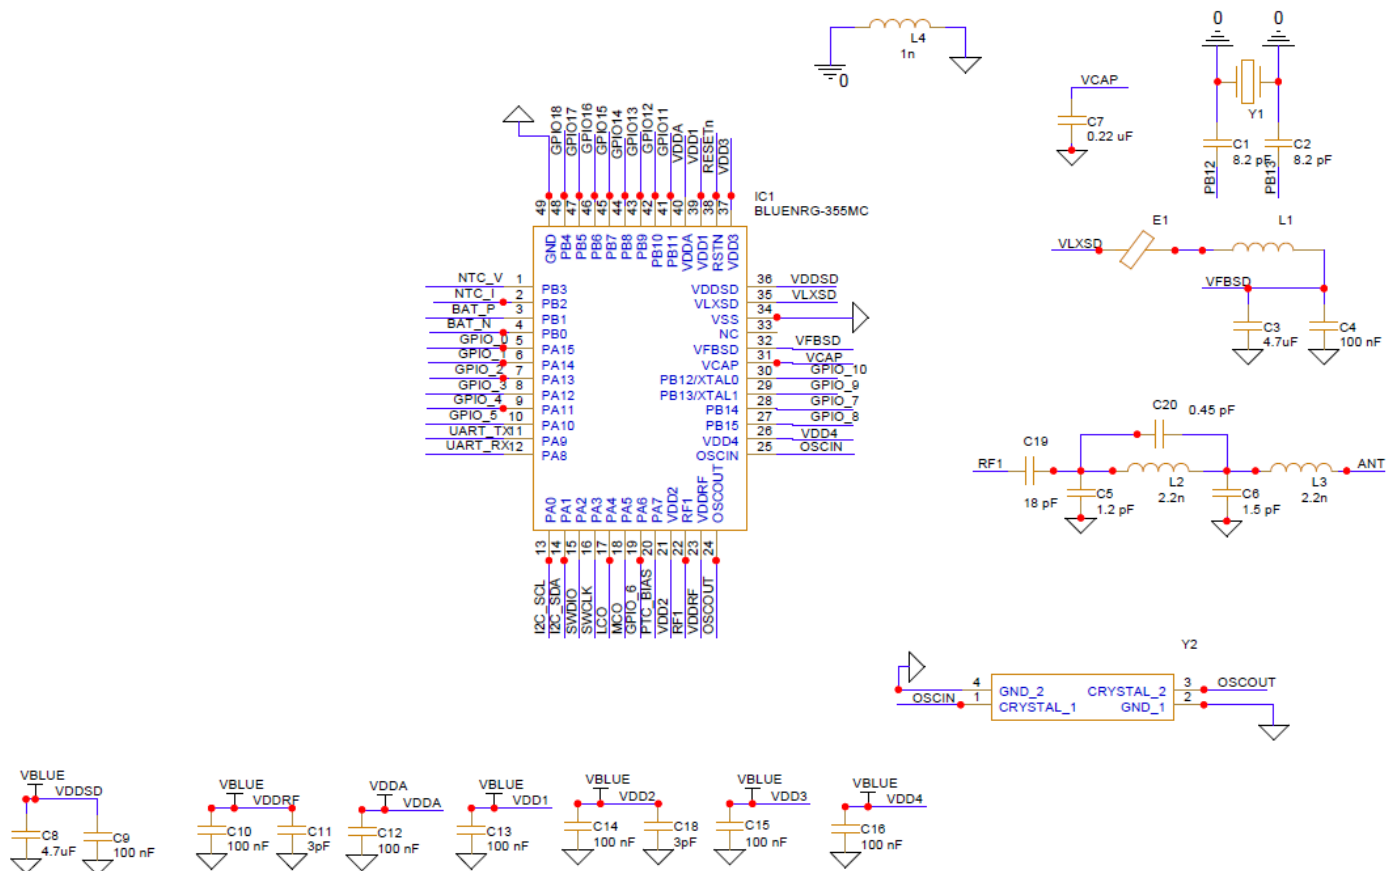 L4
1n
0
0
0
VCAP
C7
0.22 uF
Y1
C1
8.2 pF
C2
8.2 pF
PB12
PB13
GPIO18
GPIO17
GPIO16
GPIO15
GPIO14
GPIO13
GPIO12
GPIO11
VDDA
VDD1
RESETn
VDD3
IC1
BLUENRG-355MC
49
48
47
46
45
44
43
42
41
40
39
38
37
GND
PB4
PB5
PB6
PB7
PB8
PB9
PB10
PB11
VDDA
VDD1
RSTN
VDD3
NTC_V 1 PB3
NTC_I 2 PB2
BAT_P 3 PB1
BAT_N 4 PB0
GPIO_0 5 PA15
GPIO_1 6 PA14
GPIO_2 7 PA13
GPIO_3 8 PA12
GPIO_4 9 PA11
GPIO_5 10 PA10
UART_TX 11 PA9
UART_RX 12 PA8
VDDSD 36 VDDSD
VLXSD 35 VLXSD
VSS 34
NC 33
VFBSD 32 VFBSD
VCAP 31 VCAP
PB12/XTAL0 30 GPIO_10
PB13/XTAL1 29 GPIO_9
PB14 28 GPIO_7
PB15 27 GPIO_8
VDD4 26 VDD4
OSCIN 25 OSCIN
PA0
PA1
PA2
PA3
PA4
PA5
PA6
PA7
VDD2
RF1
VDDRF
OSCOUT
13
14
15
16
17
18
19
20
21
22
23
24
I2C_SCL
I2C_SDA
SWDIO
SWCLK
LCO
MCO
GPIO_6
PTC_BIAS
VDD2
RF1
VDDRF
OSCOUT
E1
L1
VLXSD
VFBSD
C3
4.7uF
C4
100 nF
C20
0.45 pF
C19
RF1
18 pF
C5
1.2 pF
L2
2.2n
C6
1.5 pF
L3
2.2n
ANT
Y2
4 GND_2 CRYSTAL_2 3 OSCOUT
OSCIN 1 CRYSTAL_1 GND_1 2
VBLUE
VDDSD
C8
4.7uF
C9
100 nF
VBLUE
VDDRF
C10
100 nF
C11
3pF
VDDA
VDDA
C12
100 nF
VBLUE
VDD1
C13
100 nF
VBLUE
VDD2
C14
100 nF
C18
3pF
VBLUE
VDD3
C15
100 nF
VBLUE
VDD4
C16
100 nF